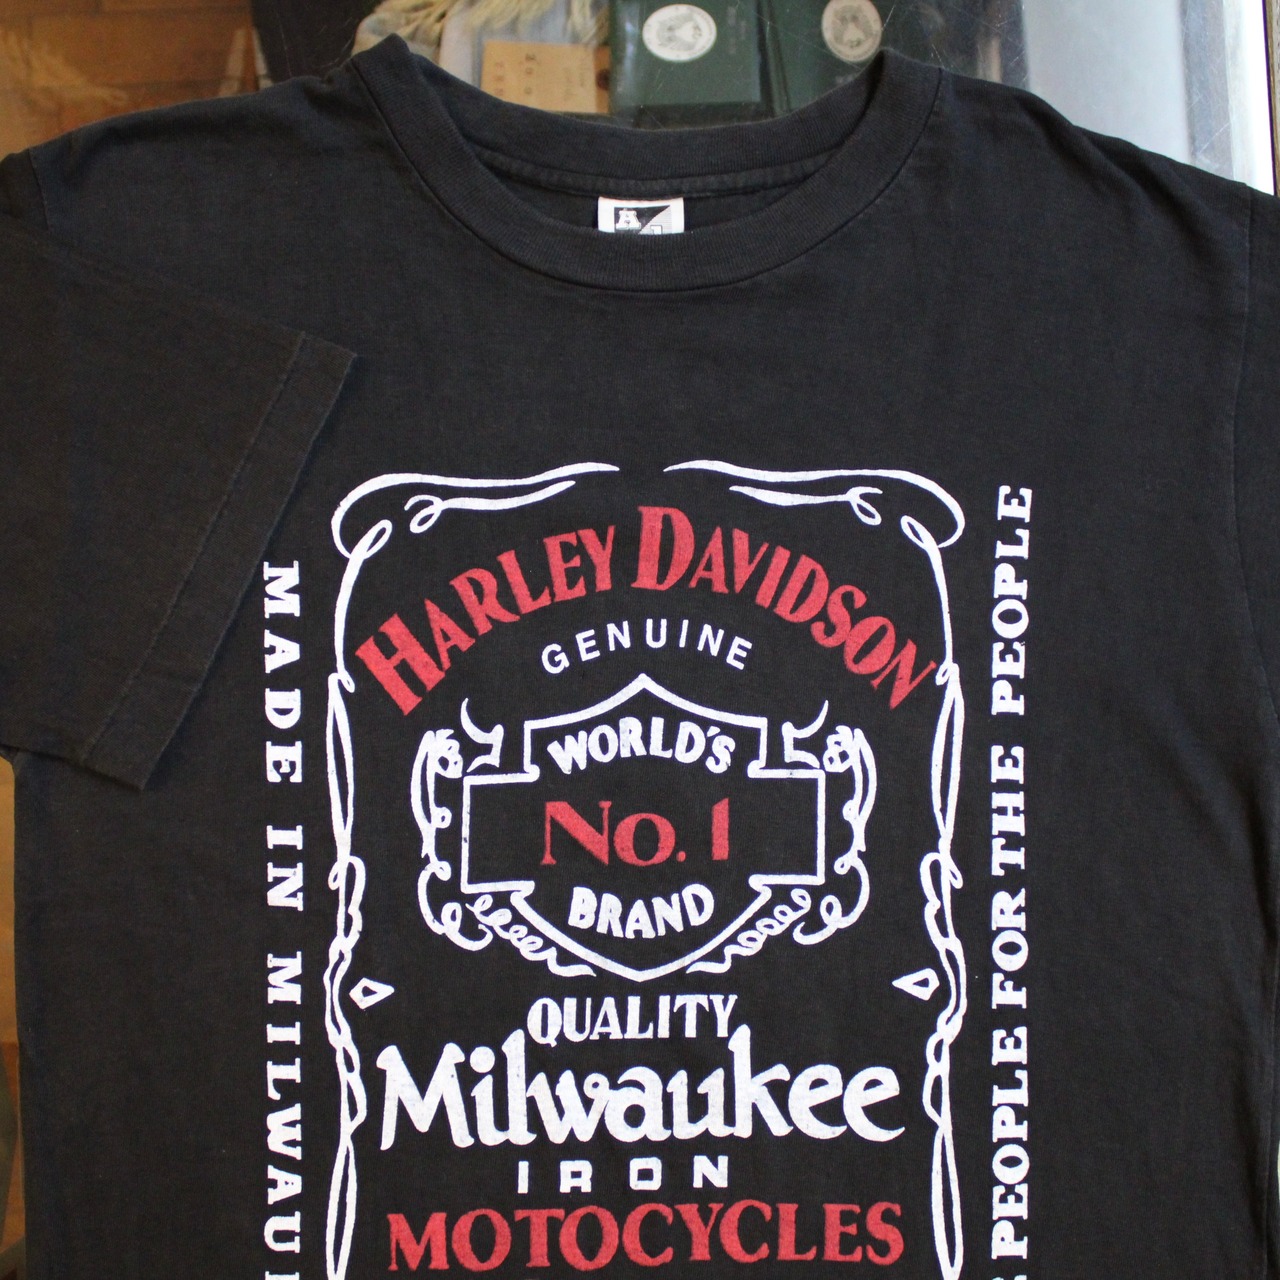 HARLEY DAVIDSON
GENUINE
WORLD'S
No. 1
BRAND
QUALITY
Milwaukee
IRON
MOTOCYCLES
MADE IN MILWAU
PEOPLE FOR THE PEOPLE